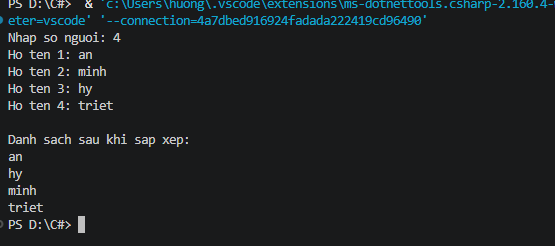 PS D:\C#>  & 'c:\Users\huong\.vscode\extensions\ms-dotnettools.csharp-2.160.4-
eter=vscode' '--connection=4a7dbed916924fadada222419cd96490'
Nhap so nguoi: 4
Ho ten 1: an
Ho ten 2: minh
Ho ten 3: hy
Ho ten 4: triet

Danh sach sau khi sap xep:
an
hy
minh
triet
PS D:\C#>